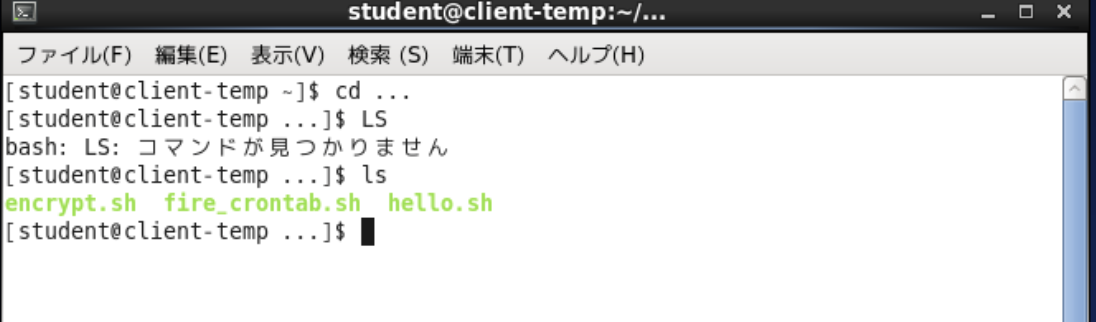 student@client-temp:~/...
ファイル(F) 編集(E) 表示(V) 検索 (S) 端末(T) ヘルプ(H)
[student@client-temp ~]$ cd ...
[student@client-temp ...]$ LS
bash: LS: コマンドが見つかりません
[student@client-temp ...]$ ls
encrypt.sh  fire_crontab.sh  hello.sh
[student@client-temp ...]$